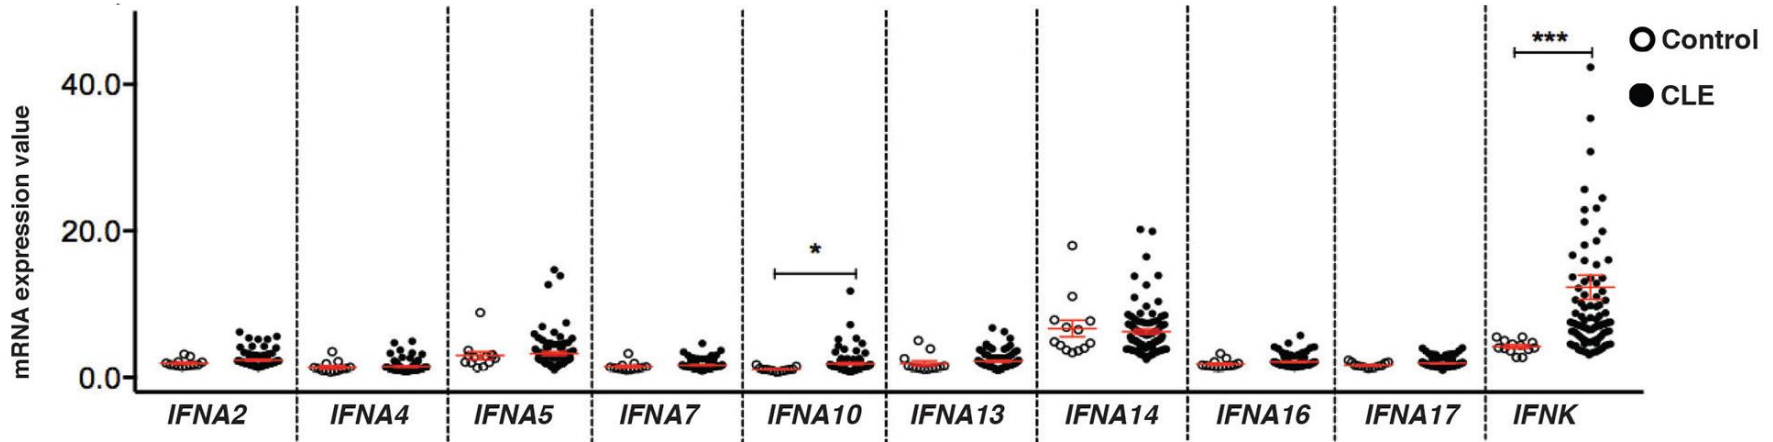 mRNA expression value
40.0
20.0
0.0
*
***
Control
CLE
IFNA2
IFNA4
IFNA5
IFNA7
IFNA10
IFNA13
IFNA14
IFNA16
IFNA17
IFNK